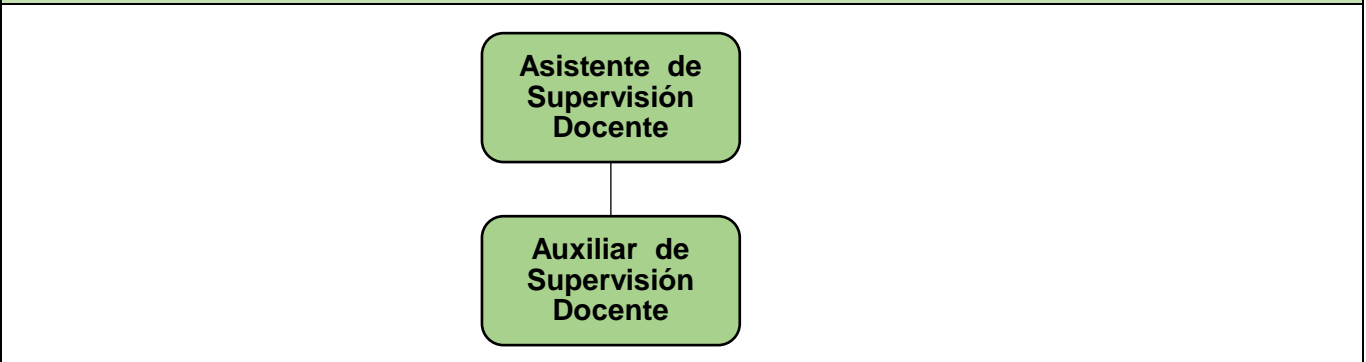 Asistente de
Supervisión
Docente
Auxiliar de
Supervisión
Docente